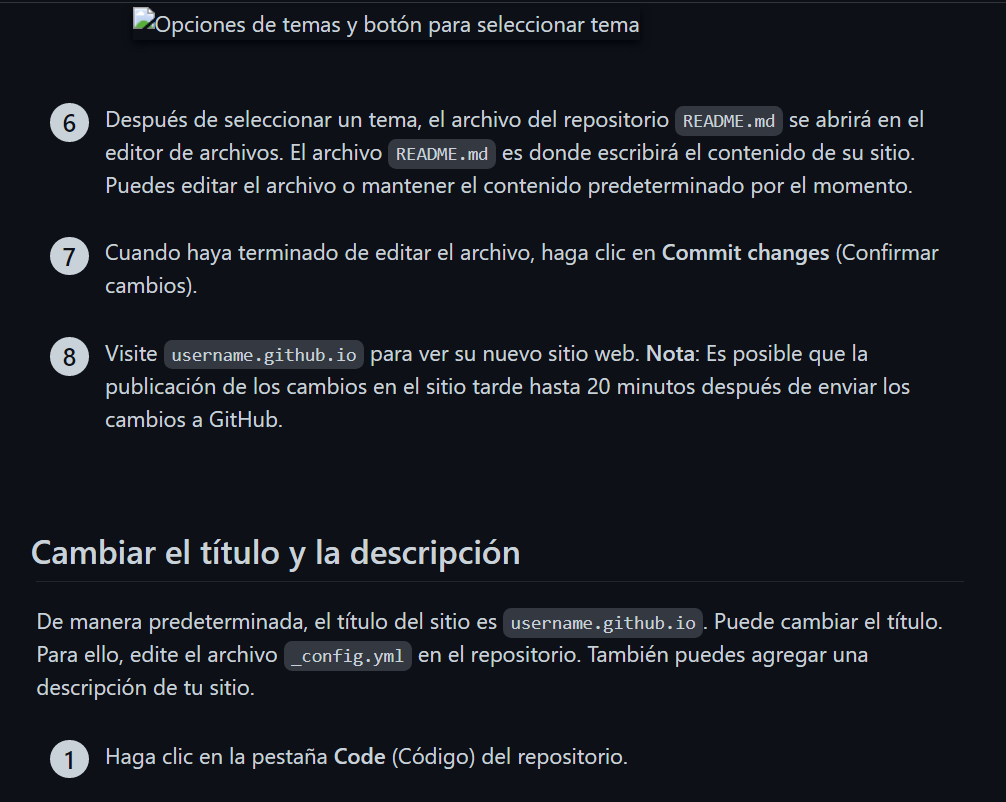 Opciones de temas y botón para seleccionar tema
6 Después de seleccionar un tema, el archivo del repositorio README.md se abrirá en el
editor de archivos. El archivo README.md es donde escribirá el contenido de su sitio.
Puedes editar el archivo o mantener el contenido predeterminado por el momento.
7 Cuando haya terminado de editar el archivo, haga clic en Commit changes (Confirmar
cambios).
8 Visite username.github.io para ver su nuevo sitio web. Nota: Es posible que la
publicación de los cambios en el sitio tarde hasta 20 minutos después de enviar los
cambios a GitHub.
Cambiar el título y la descripción
De manera predeterminada, el título del sitio es username.github.io. Puede cambiar el título.
Para ello, edite el archivo _config.yml en el repositorio. También puedes agregar una
descripción de tu sitio.
1 Haga clic en la pestaña Code (Código) del repositorio.